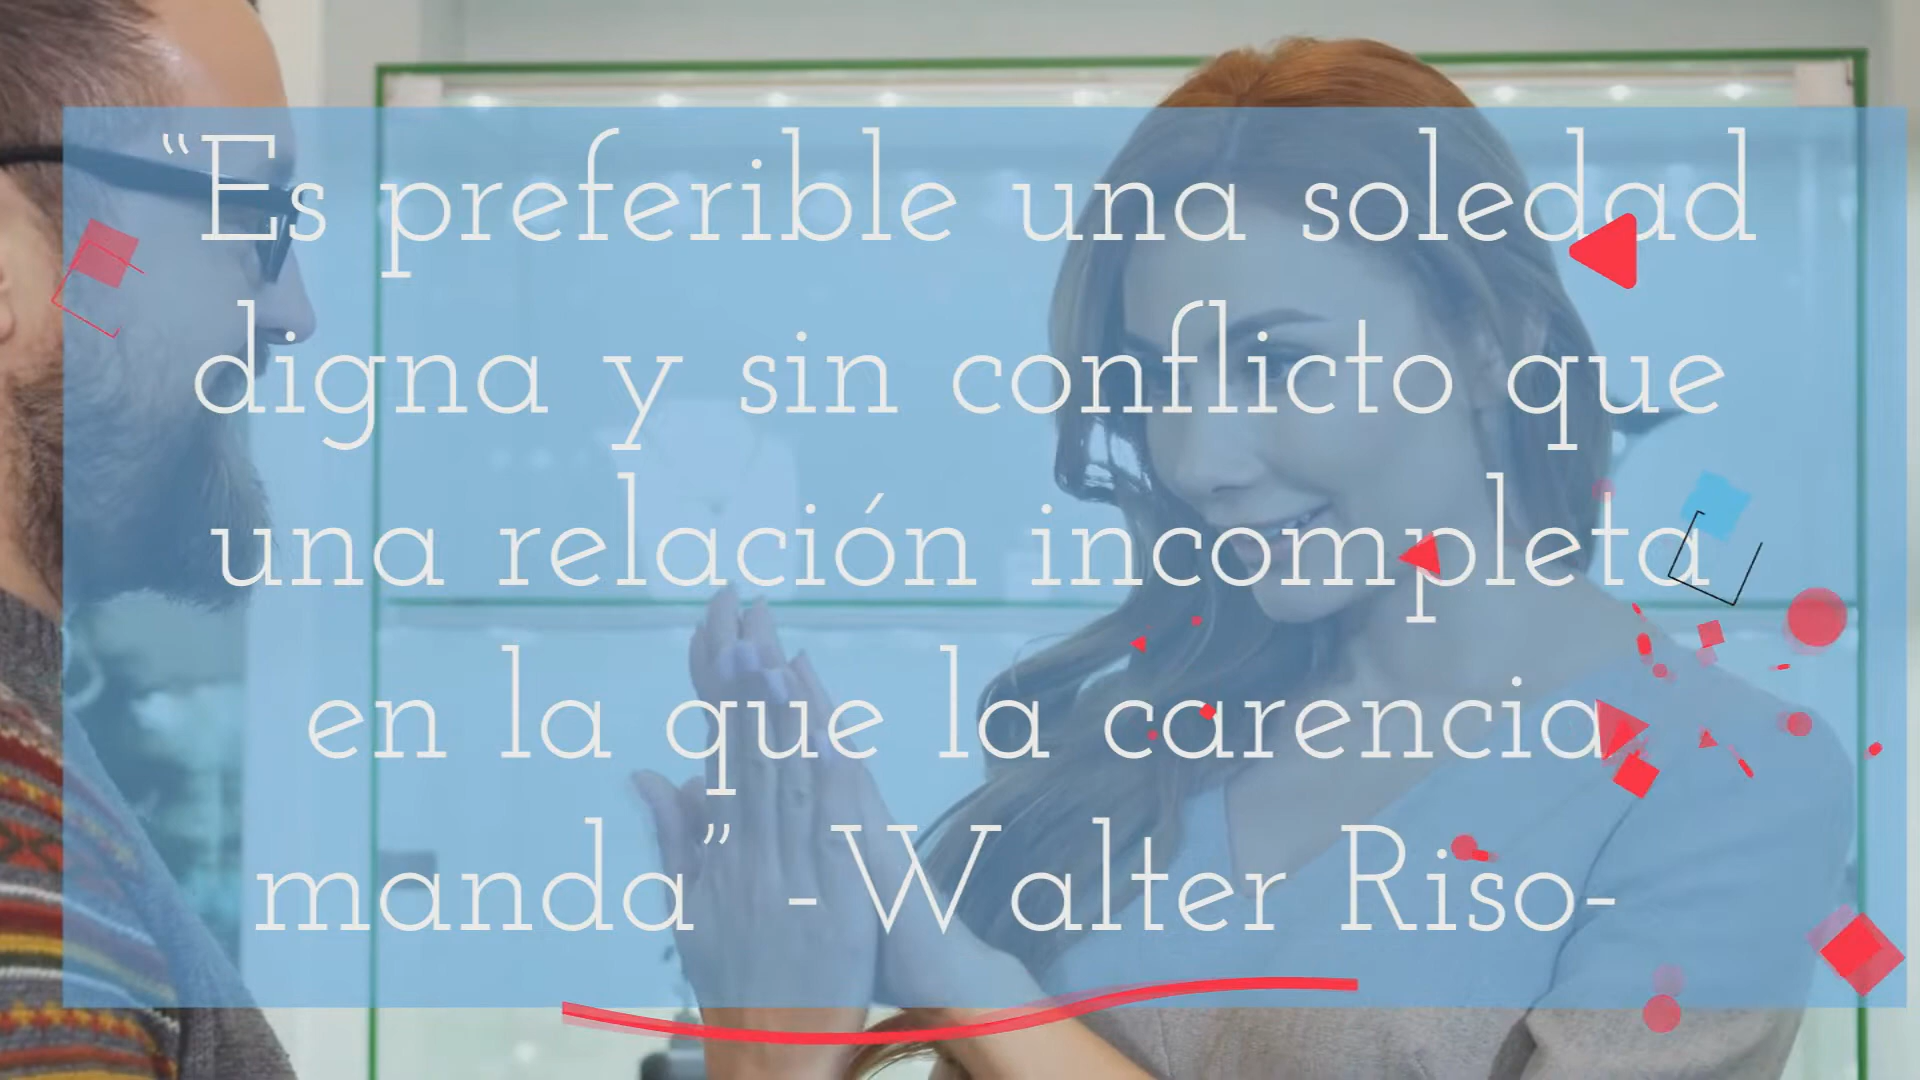 “Es preferible una soledad
digna y sin conflicto que
una relación incompleta
en la que la carencia
manda” -Walter Riso-